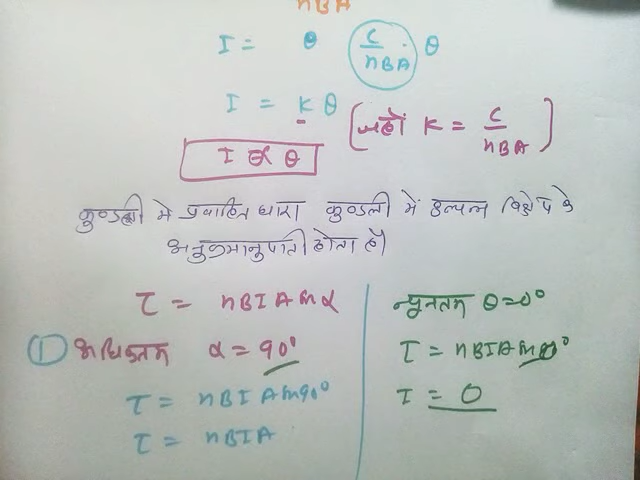 nBA
I = θ C/nBA . θ
I = kθ
(जहाँ K = C/nBA)
I ∝ θ
कुण्डली में प्रवाहित धारा कुण्डली में उत्पन्न विक्षेप के
अनुक्रमानुपाती होता है।
τ = nBIA sinα
① अधिकतम α = 90°
τ = nBIA sin90°
τ = nBIA
न्यूनतम θ = 0°
τ = nBIA sin0°
τ = 0